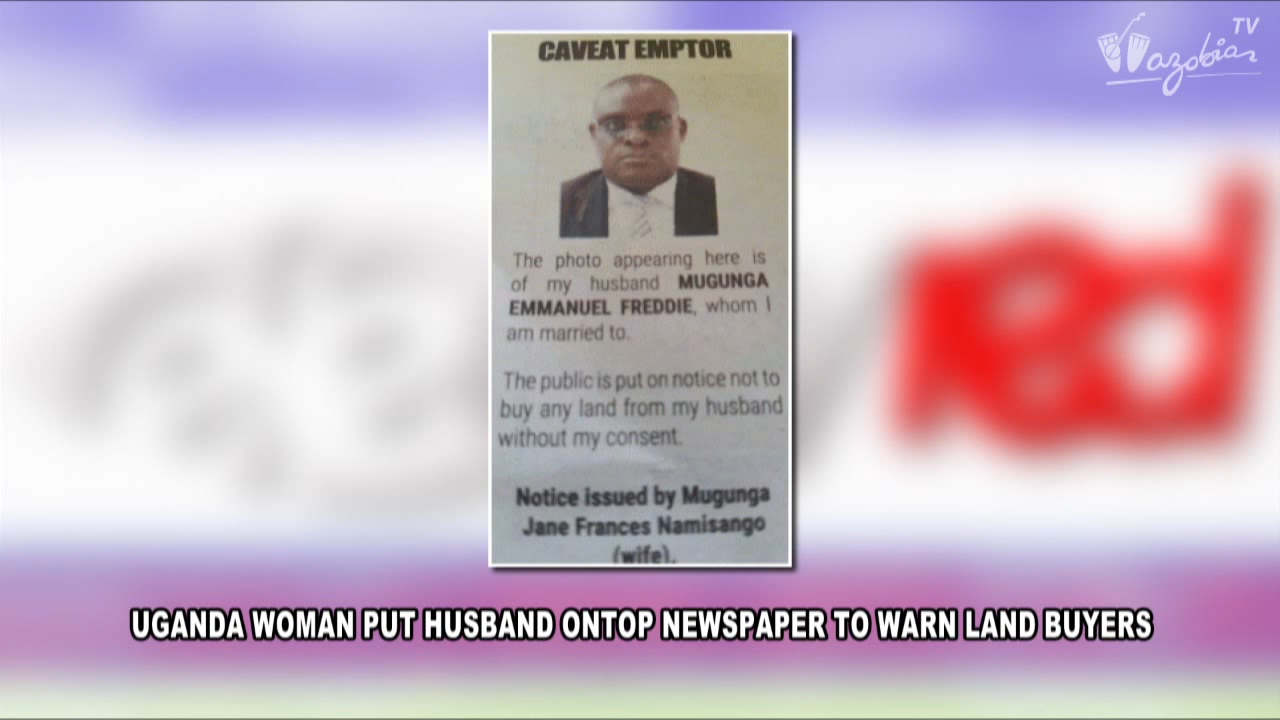 TV
Wazobia
CAVEAT EMPTOR
The photo appearing here is
of my husband MUGUNGA
EMMANUEL FREDDIE, whom I
am married to.
The public is put on notice not to
buy any land from my husband
without my consent.
Notice issued by Mugunga
Jane Frances Namisango
(wife).
UGANDA WOMAN PUT HUSBAND ONTOP NEWSPAPER TO WARN LAND BUYERS